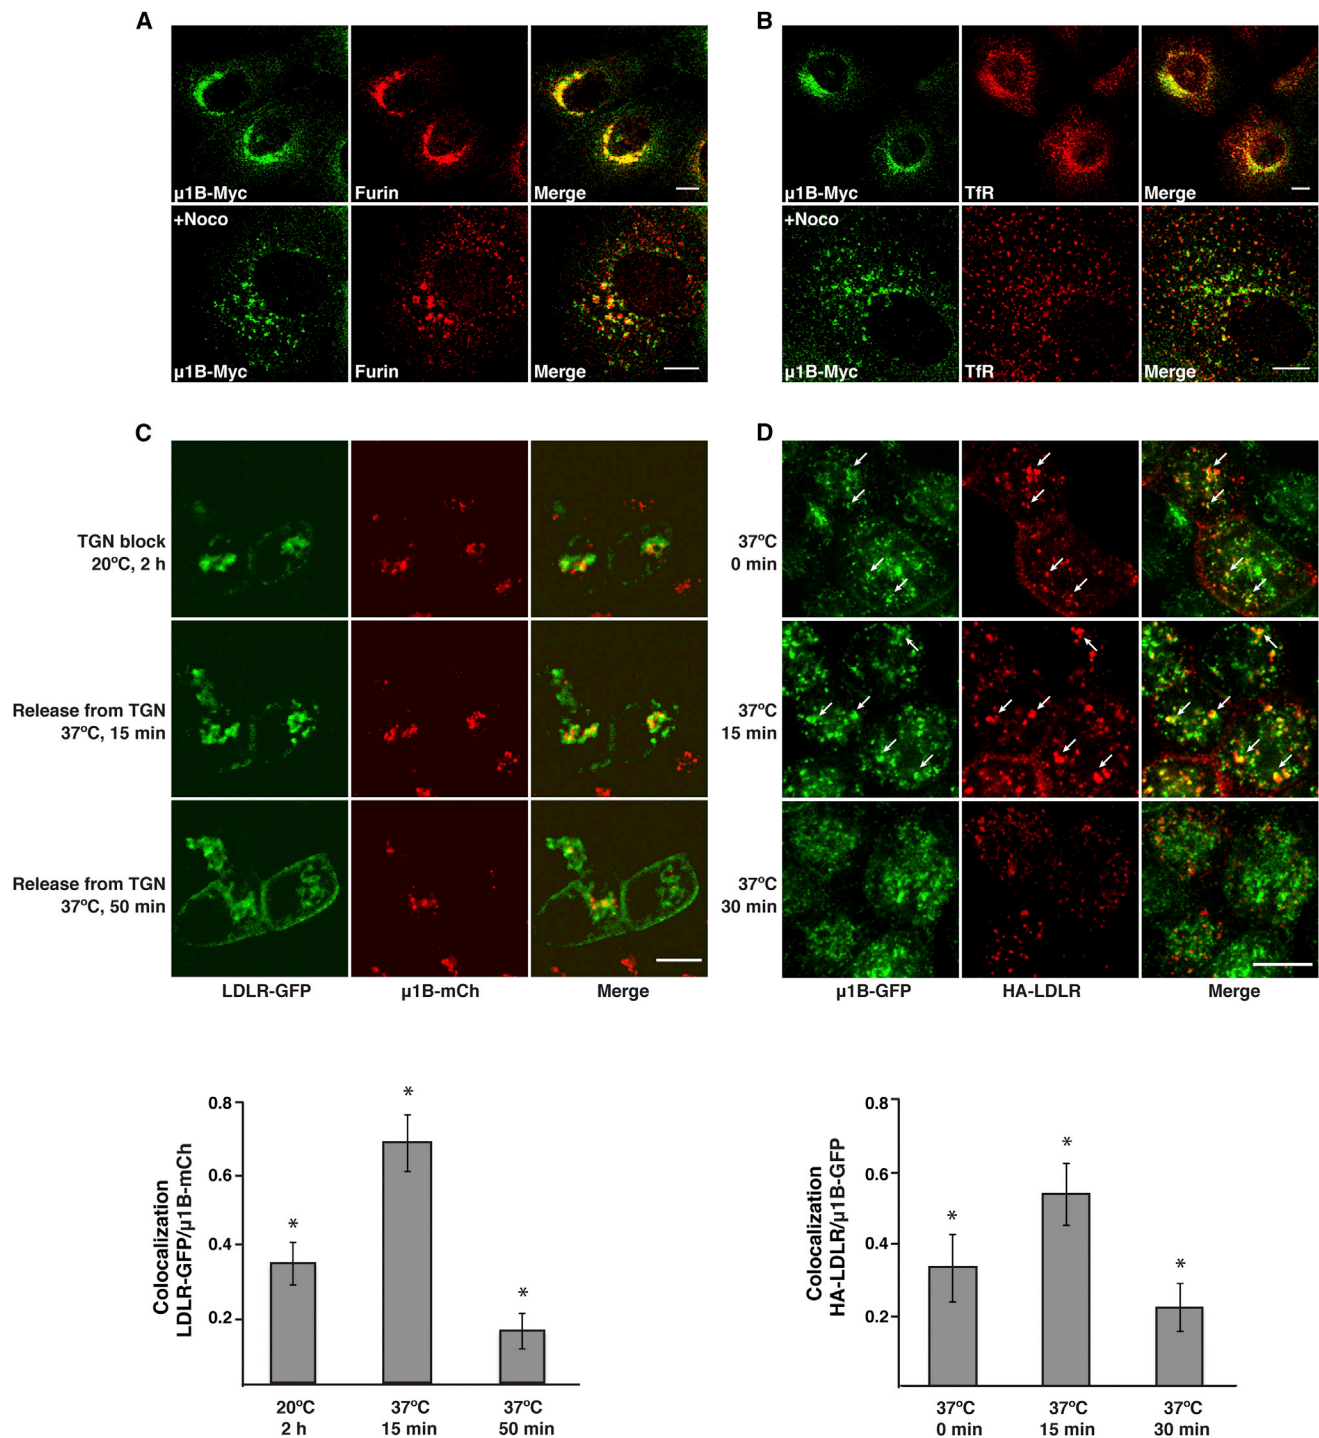 A
B
µ1B-Myc
Furin
Merge
µ1B-Myc
TfR
Merge
+Noco
+Noco
µ1B-Myc
Furin
Merge
µ1B-Myc
TfR
Merge
C
D
TGN block
20ºC, 2 h
37ºC
0 min
Release from TGN
37ºC, 15 min
37ºC
15 min
Release from TGN
37ºC, 50 min
37ºC
30 min
LDLR-GFP
µ1B-mCh
Merge
µ1B-GFP
HA-LDLR
Merge
Colocalization
LDLR-GFP/µ1B-mCh
0.8
0.6
0.4
0.2
*
*
*
20ºC
2 h
37ºC
15 min
37ºC
50 min
Colocalization
HA-LDLR/µ1B-GFP
0.8
0.6
0.4
0.2
*
*
*
37ºC
0 min
37ºC
15 min
37ºC
30 min